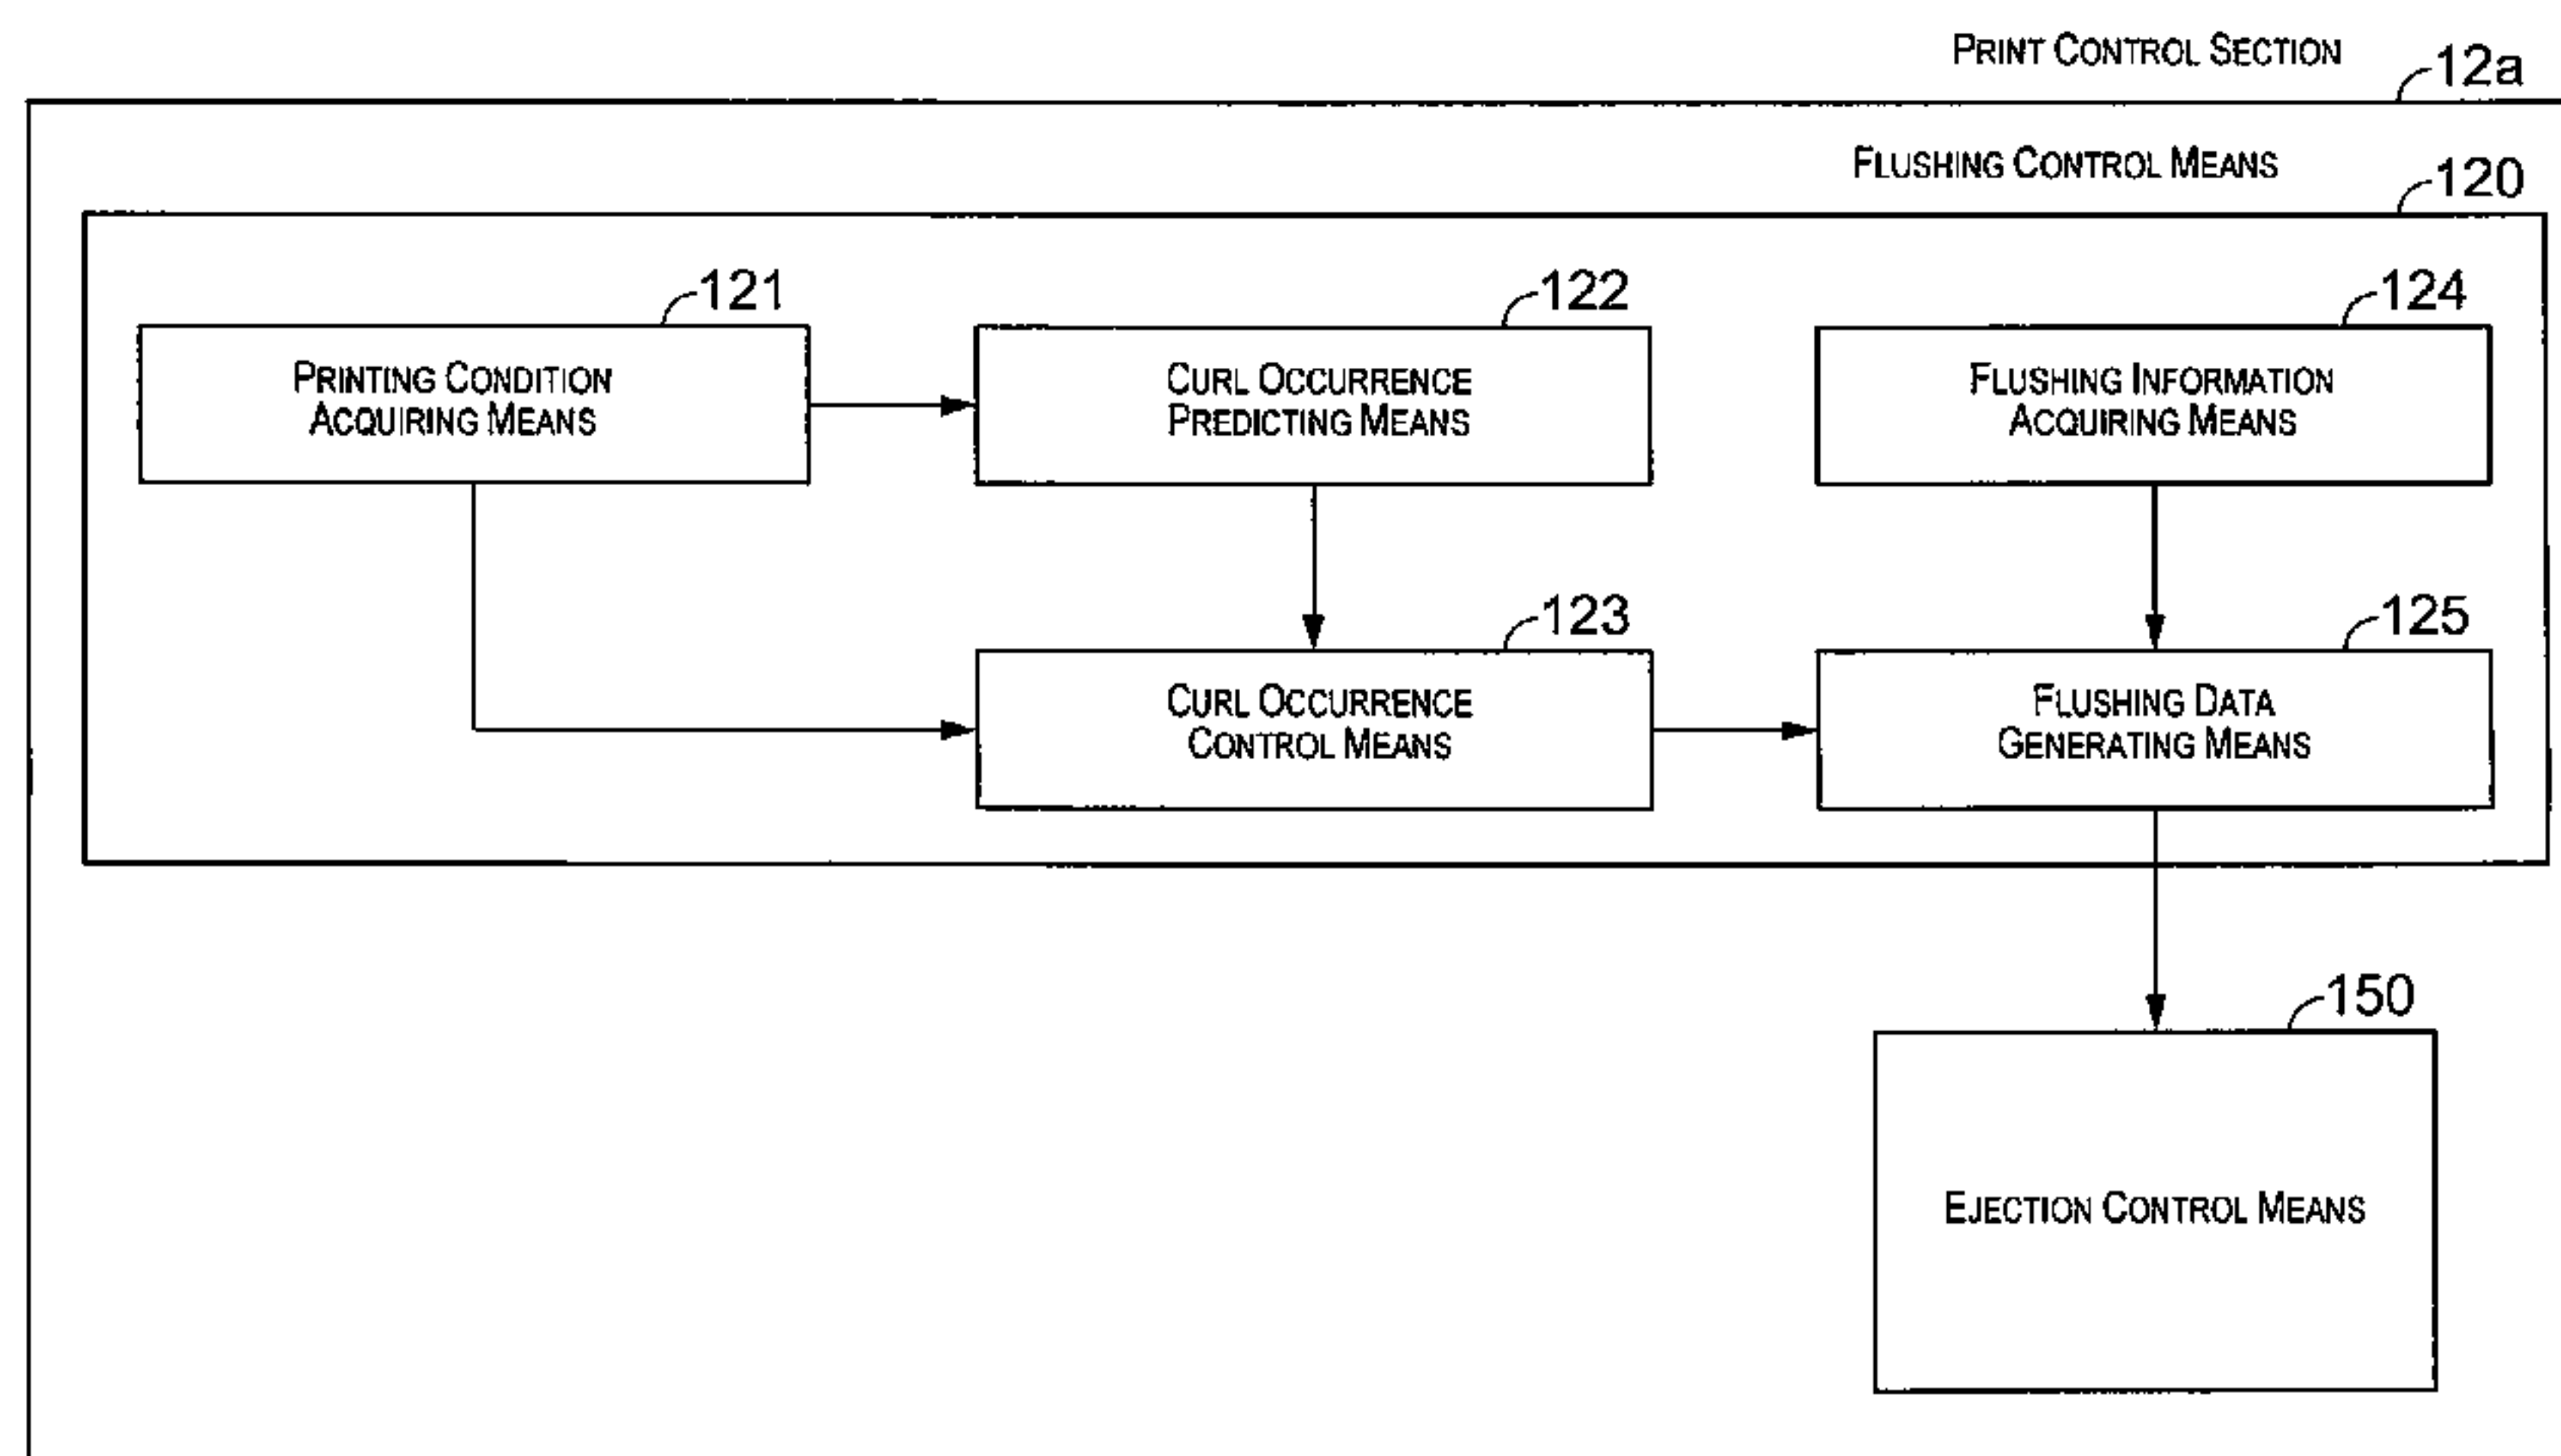 PRINT CONTROL SECTION
12a
FLUSHING CONTROL MEANS
120
121
122
124
PRINTING CONDITION
ACQUIRING MEANS
CURL OCCURRENCE
PREDICTING MEANS
FLUSHING INFORMATION
ACQUIRING MEANS
123
125
CURL OCCURRENCE
CONTROL MEANS
FLUSHING DATA
GENERATING MEANS
150
EJECTION CONTROL MEANS